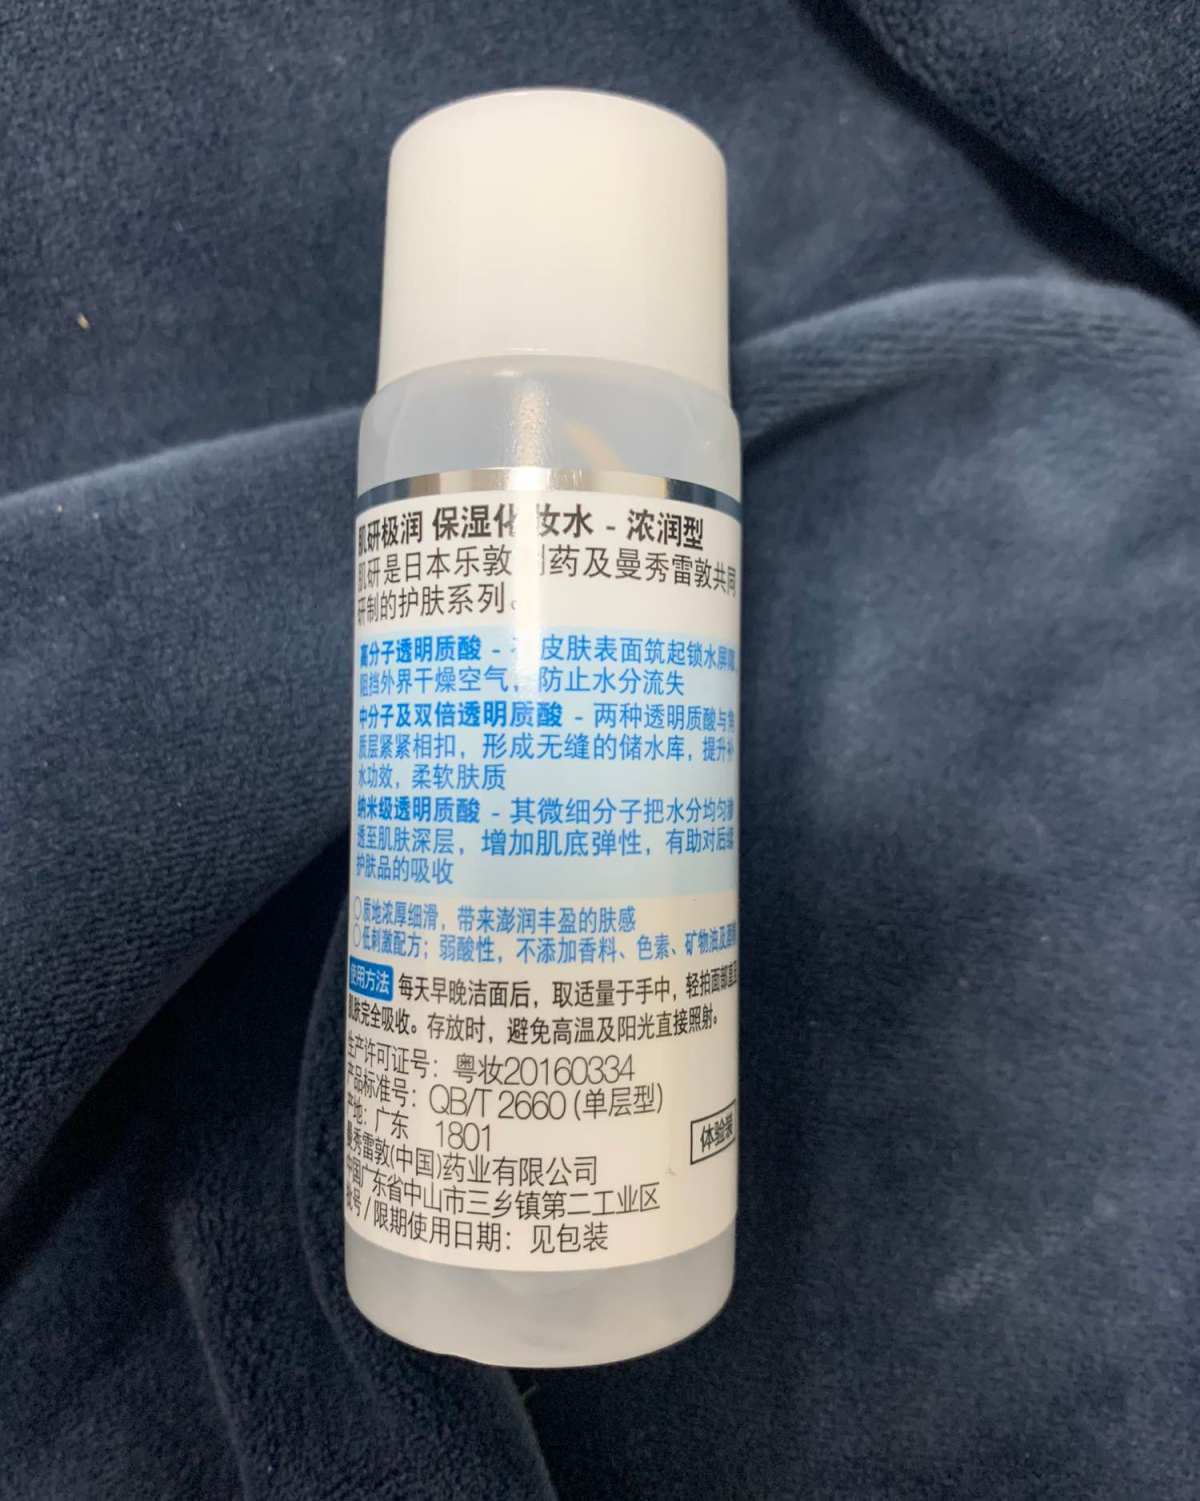 肌研极润 保湿化妆水 - 浓润型
肌研是日本乐敦制药及曼秀雷敦共同
研制的护肤系列。
高分子透明质酸 - 在皮肤表面筑起锁水屏
阻挡外界干燥空气，防止水分流失
中分子及双倍透明质酸 - 两种透明质酸与角
质层紧紧相扣，形成无缝的储水库，提升补
水功效，柔软肤质
纳米级透明质酸 - 其微细分子把水分均匀渗
透至肌肤深层，增加肌底弹性，有助对后续
护肤品的吸收
○质地浓厚细滑，带来澎润丰盈的肤感
○低刺激配方；弱酸性，不添加香料、色素、矿物油及
使用方法 每天早晚洁面后，取适量于手中，轻拍面部直至
肌肤完全吸收。存放时，避免高温及阳光直接照射。
生产许可证号：粤妆20160334
产品标准号：QB/T 2660 (单层型)
产地：广东 1801
体验装
曼秀雷敦(中国)药业有限公司
中国广东省中山市三乡镇第二工业区
批号/限期使用日期：见包装